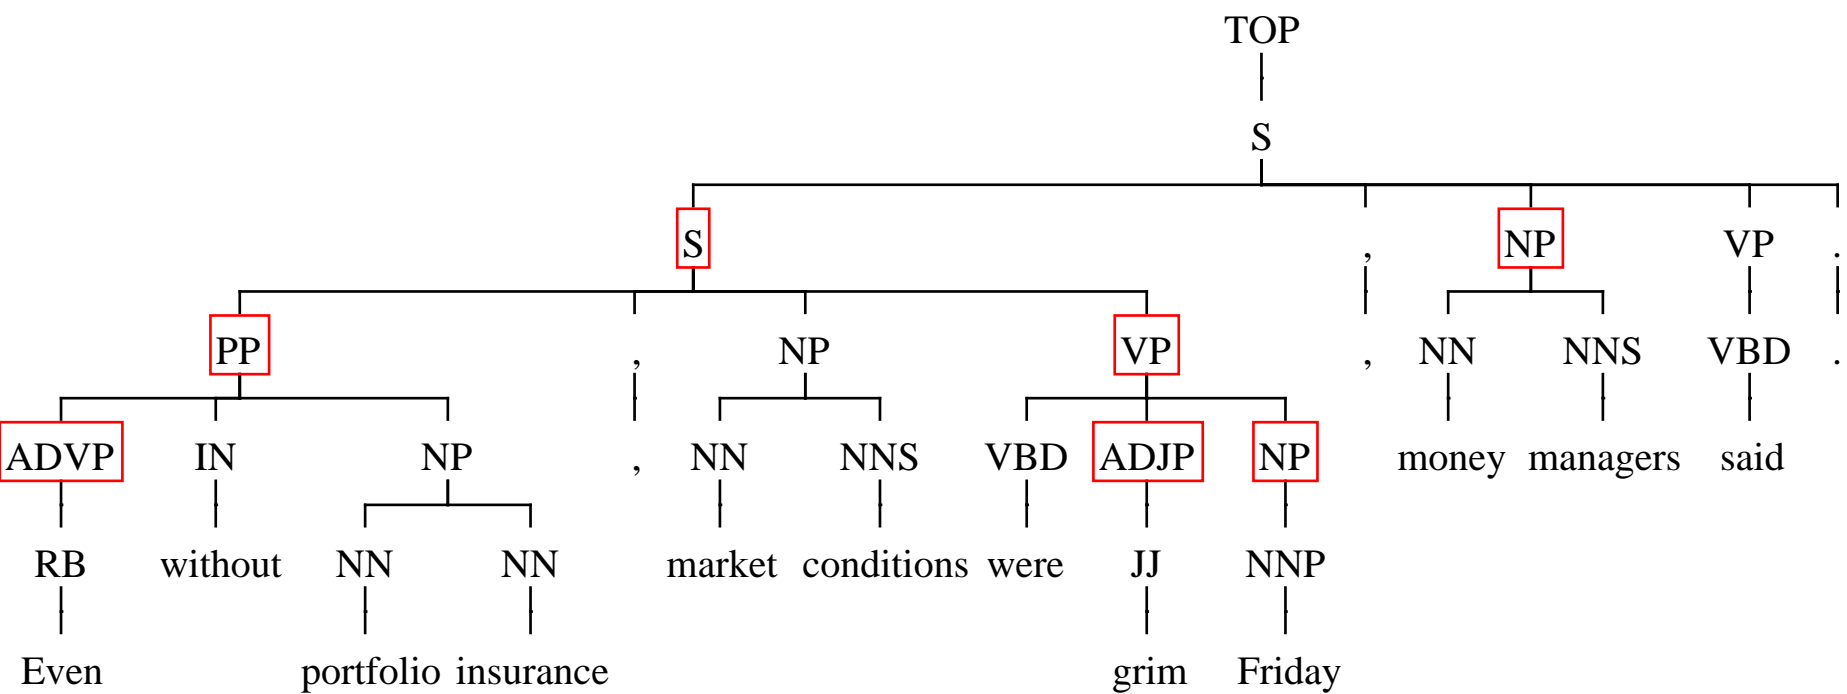 TOP
S
S , NP VP .
PP , NP VP , NN NNS VBD .
ADVP IN NP , NN NNS VBD ADJP NP money managers said
RB without NN NN market conditions were JJ NNP
Even portfolio insurance grim Friday